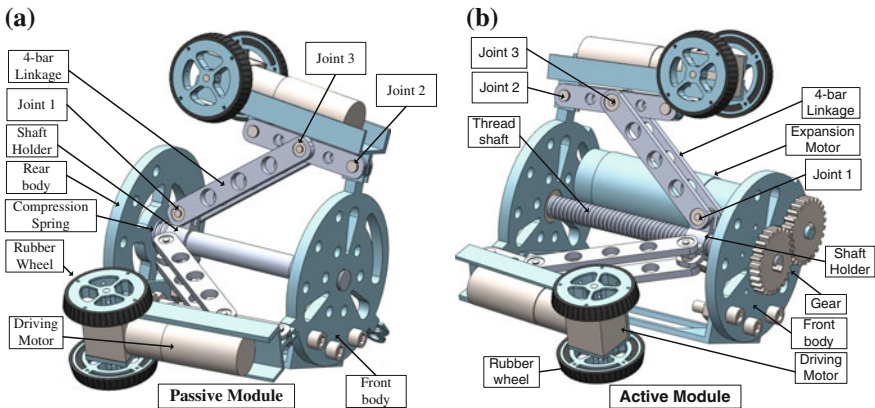 (a)
4-bar
Linkage
Joint 1
Shaft
Holder
Rear
body
Compression
Spring
Rubber
Wheel
Driving
Motor
Joint 3
Joint 2
Passive Module
Front
body
(b)
Joint 3
Joint 2
Thread
shaft
4-bar
Linkage
Expansion
Motor
Joint 1
Shaft
Holder
Gear
Front
body
Driving
Motor
Rubber
wheel
Active Module